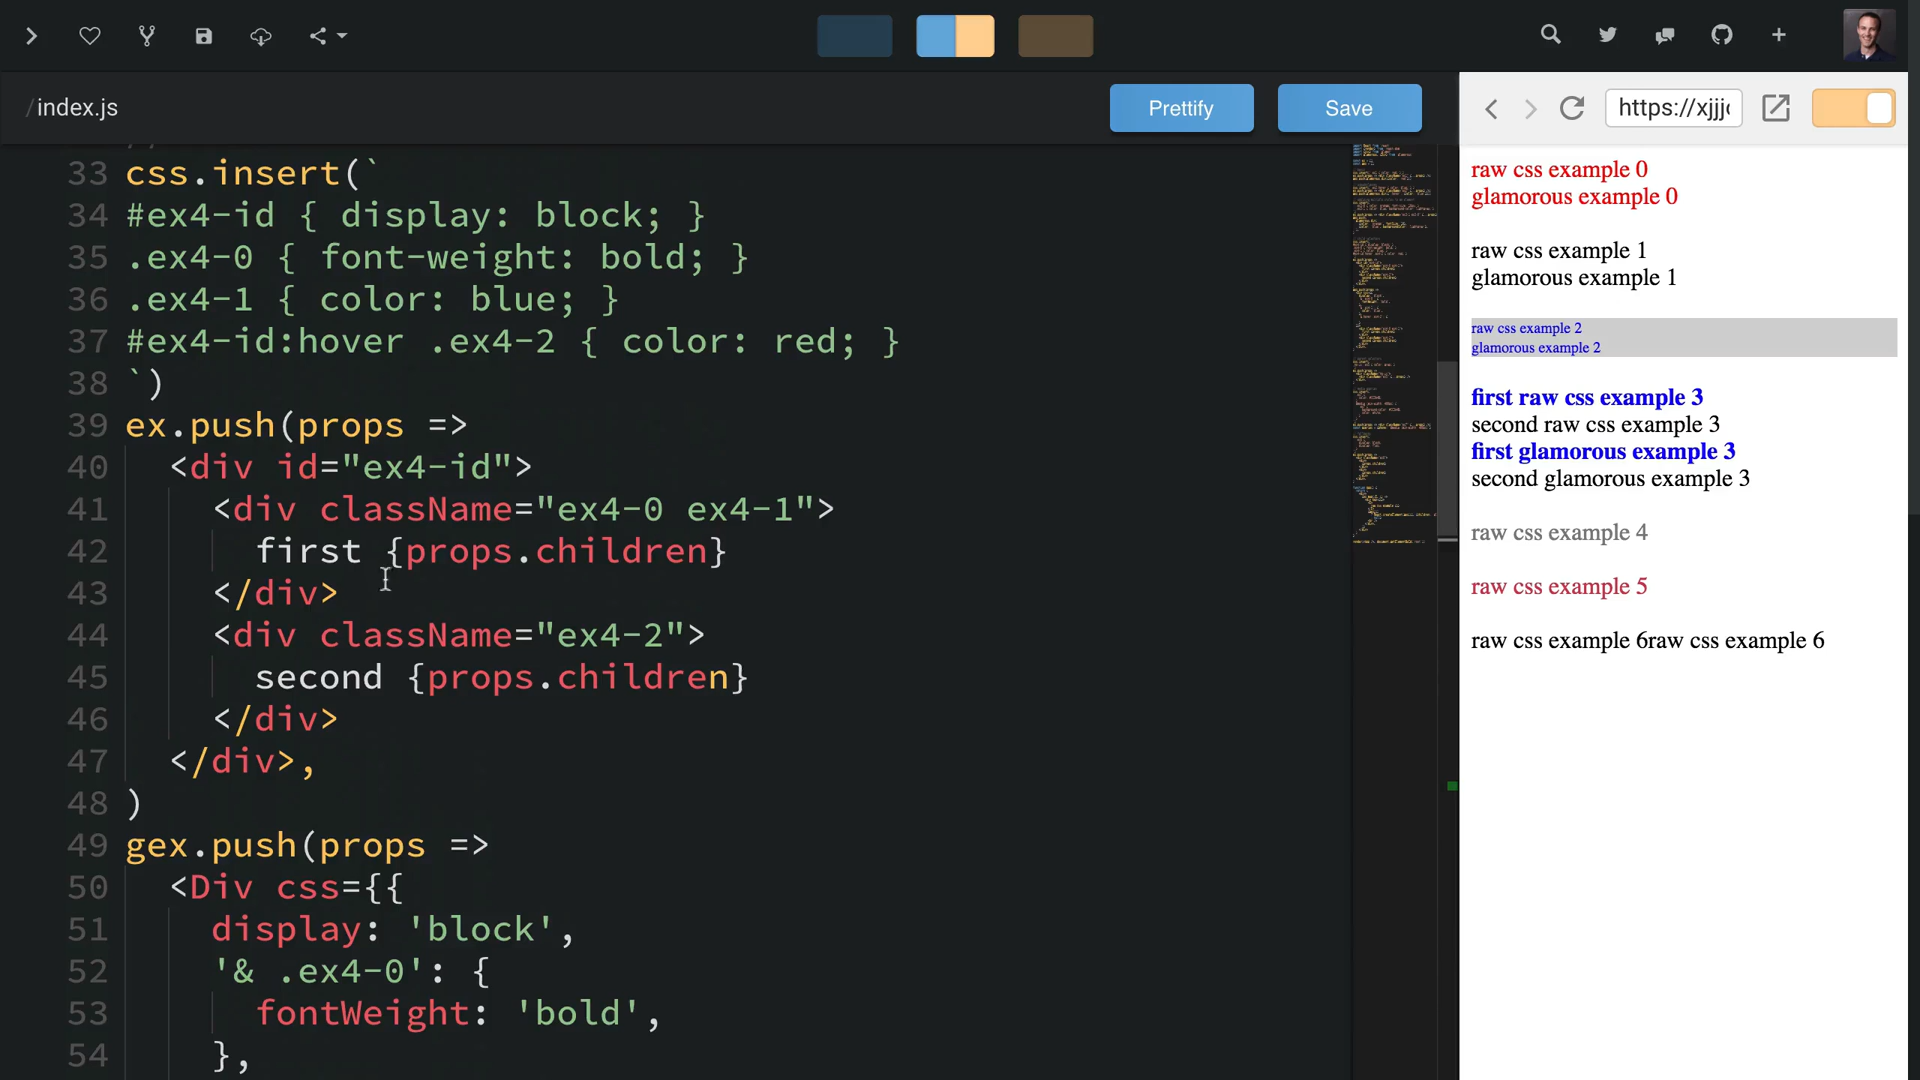 /index.js
Prettify
Save
https://xjjj
33 css.insert(`
34 #ex4-id { display: block; }
35 .ex4-0 { font-weight: bold; }
36 .ex4-1 { color: blue; }
37 #ex4-id:hover .ex4-2 { color: red; }
38 `)
39 ex.push(props =>
40 <div id="ex4-id">
41 <div className="ex4-0 ex4-1">
42 first {props.children}
43 </div>
44 <div className="ex4-2">
45 second {props.children}
46 </div>
47 </div>,
48 )
49 gex.push(props =>
50 <Div css={{
51 display: 'block',
52 '& .ex4-0': {
53 fontWeight: 'bold',
54 },
raw css example 0
glamorous example 0
raw css example 1
glamorous example 1
raw css example 2
glamorous example 2
first raw css example 3
second raw css example 3
first glamorous example 3
second glamorous example 3
raw css example 4
raw css example 5
raw css example 6raw css example 6